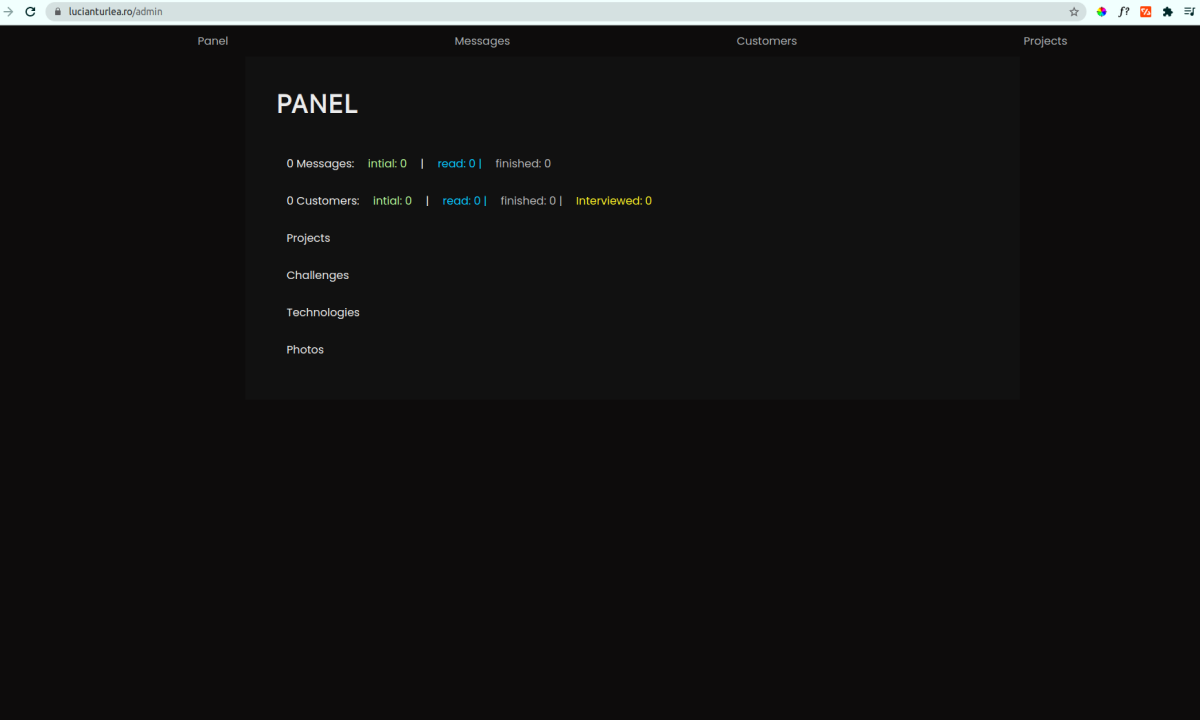 lucianturlea.ro/admin
f?
Panel Messages Customers Projects
PANEL
0 Messages: intial: 0 | read: 0 | finished: 0
0 Customers: intial: 0 | read: 0 | finished: 0 | Interviewed: 0
Projects
Challenges
Technologies
Photos